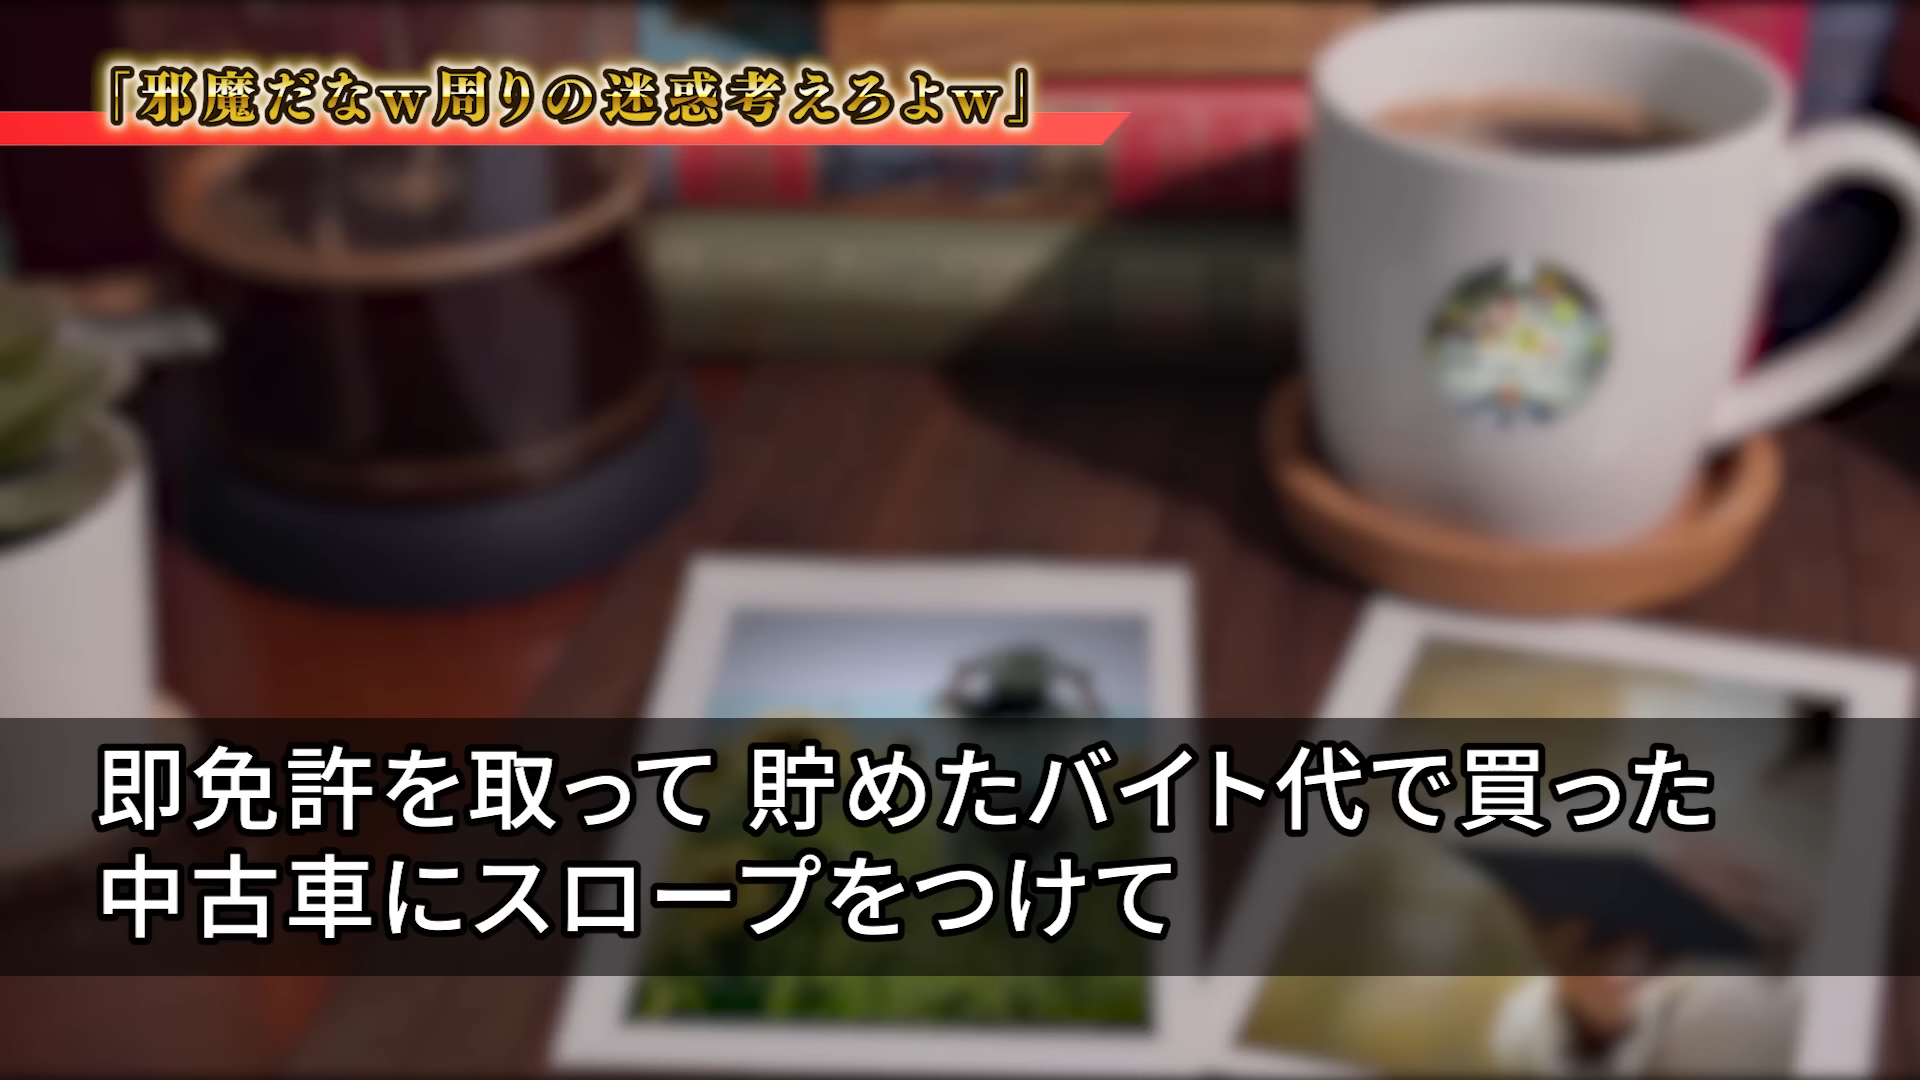 「邪魔だなw周りの迷惑考えろよw」
即免許を取って 貯めたバイト代で買った
中古車にスロープをつけて